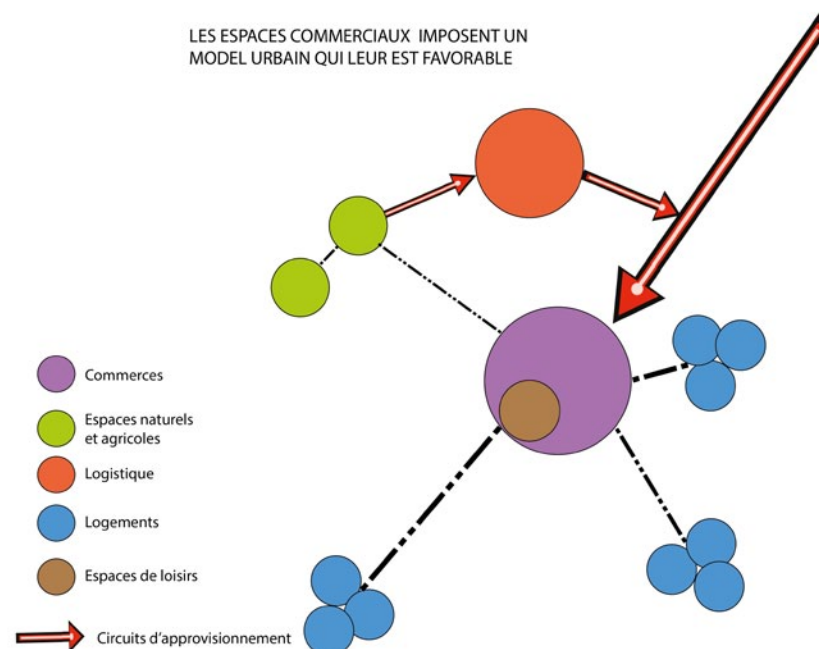 LES ESPACES COMMERCIAUX IMPOSENT UN
MODEL URBAIN QUI LEUR EST FAVORABLE
Commerces
Espaces naturels
et agricoles
Logistique
Logements
Espaces de loisirs
Circuits d'approvisionnement